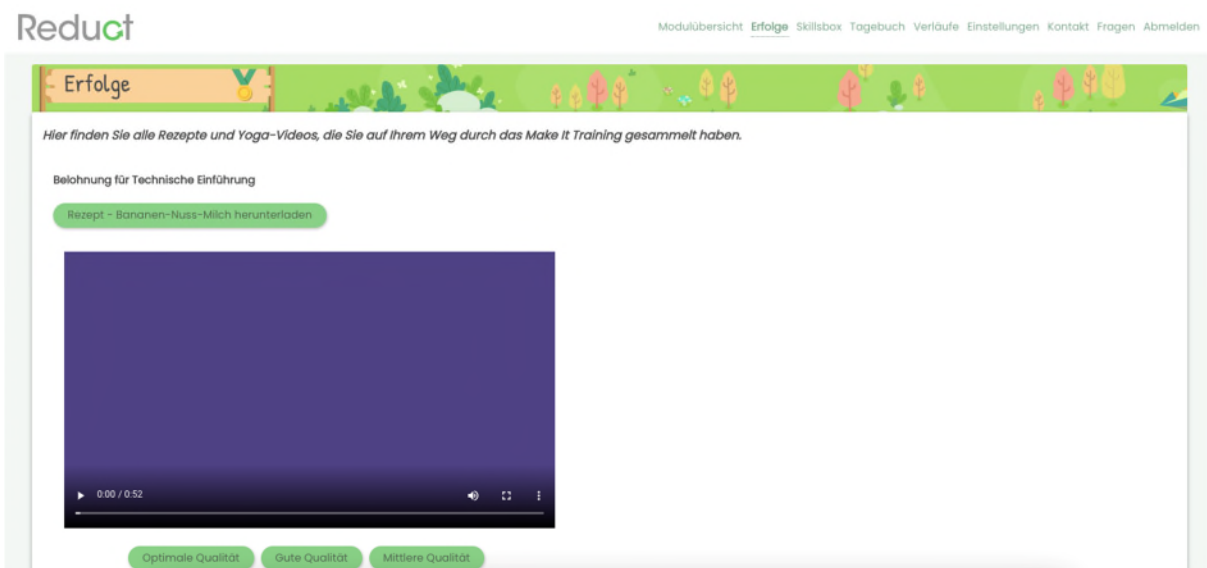 Reduct
Modulübersicht Erfolge Skillsbox Tagebuch Verläufe Einstellungen Kontakt Fragen Abmelden
Erfolge
Hier finden Sie alle Rezepte und Yoga-Videos, die Sie auf Ihrem Weg durch das Make It Training gesammelt haben.
Belohnung für Technische Einführung
Rezept - Bananen-Nuss-Milch herunterladen
0:00 / 0:52
Optimale Qualität Gute Qualität Mittlere Qualität